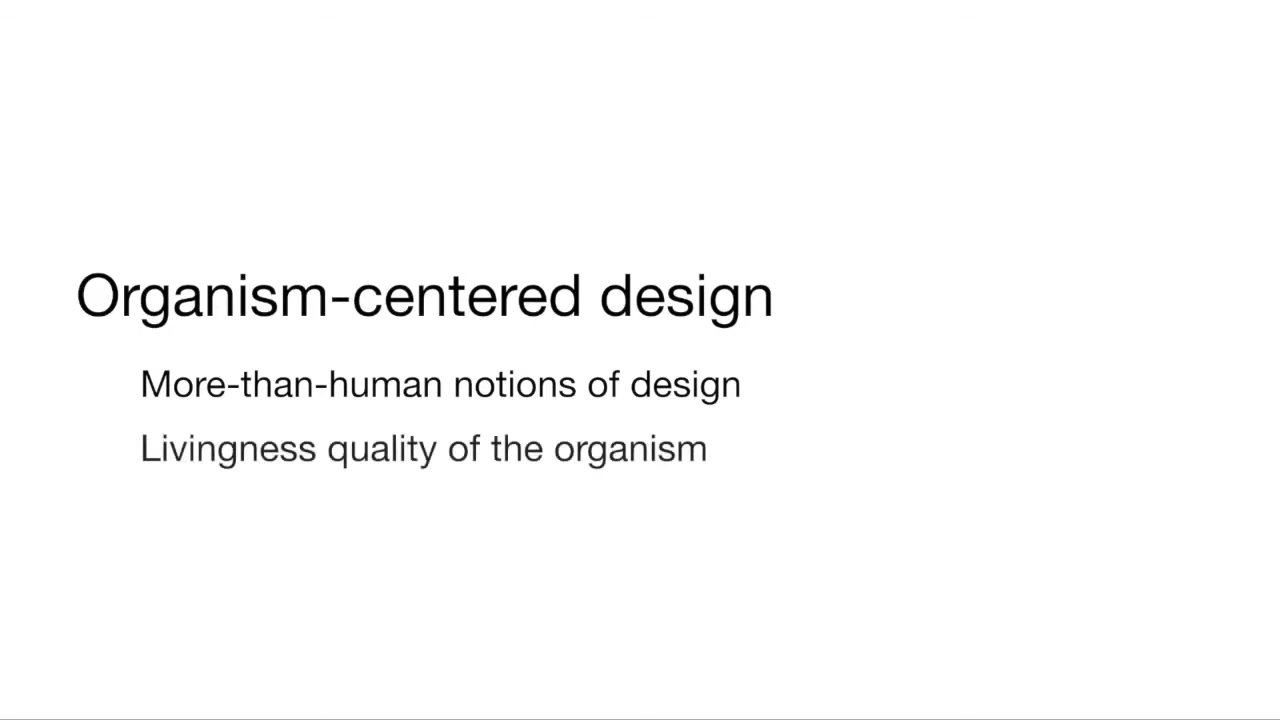 Organism-centered design
More-than-human notions of design
Livingness quality of the organism